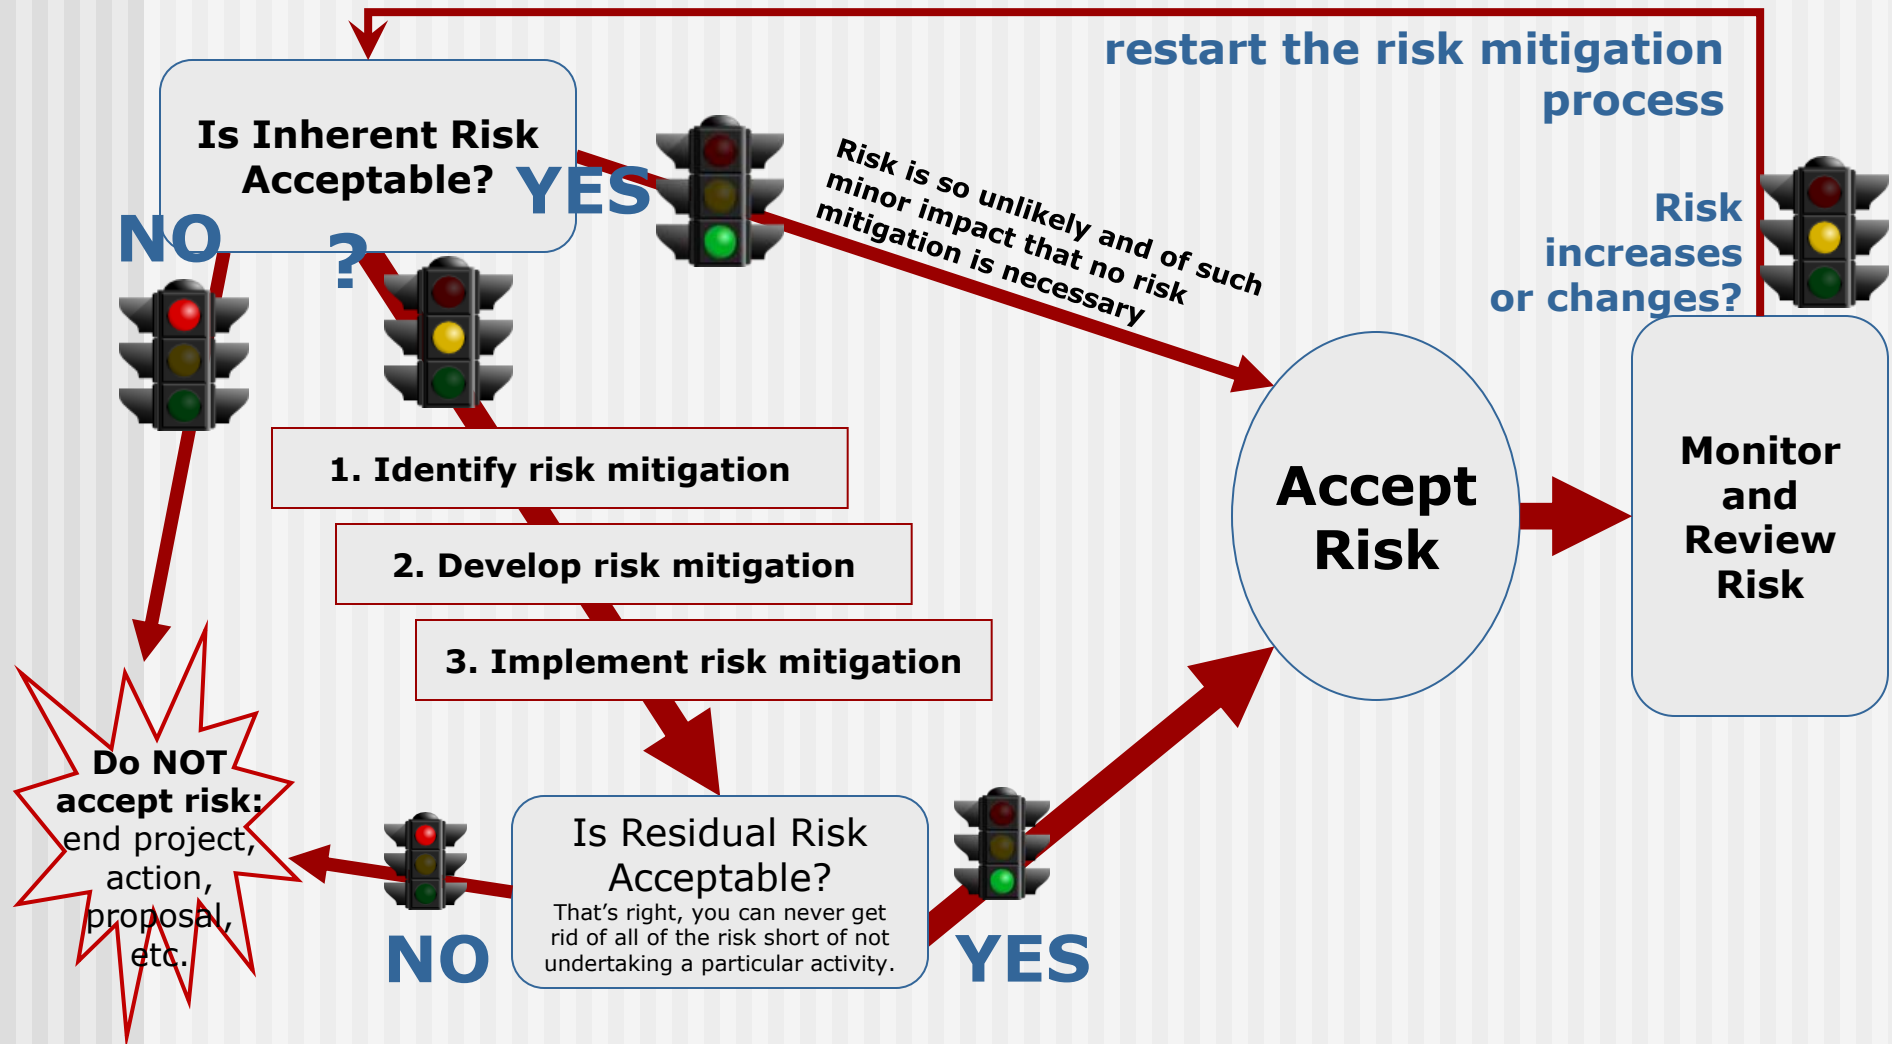 restart the risk mitigation
process
Is Inherent Risk
Acceptable?
YES
NO
?
Risk is so unlikely and of such
minor impact that no risk
mitigation is necessary
Risk
increases
or changes?
1. Identify risk mitigation
2. Develop risk mitigation
3. Implement risk mitigation
Accept
Risk
Monitor
and
Review
Risk
Do NOT
accept risk:
end project,
action,
proposal,
etc.
Is Residual Risk
Acceptable?
That’s right, you can never get
rid of all of the risk short of not
undertaking a particular activity.
NO
YES